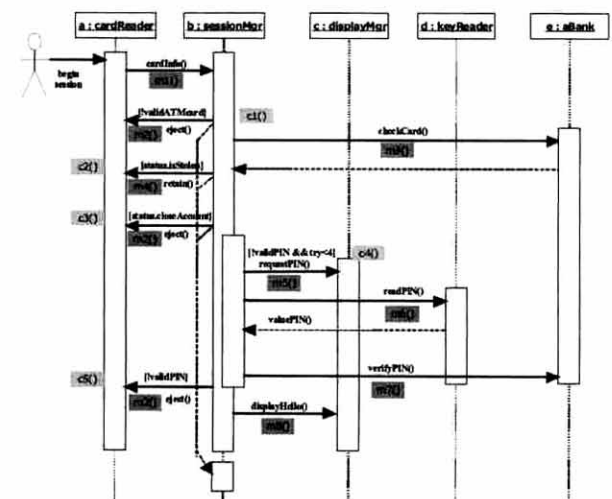 a : cardReader
b : sessionMgr
c : displayMgr
d : keyReader
e : aBank
begin
session
cardInfo()
m1()
[!validATMcard]
c1()
m2() eject()
checkCard()
m3()
c2()
[status.isStolen]
m4() retain()
c3()
[status.closeAccount]
m2() eject()
[!validPIN && try<4]
c4()
requestPIN()
m5()
readPIN()
m6()
valuePIN()
c5()
[!validPIN]
verifyPIN()
m7()
m2() eject()
displayHello()
m8()